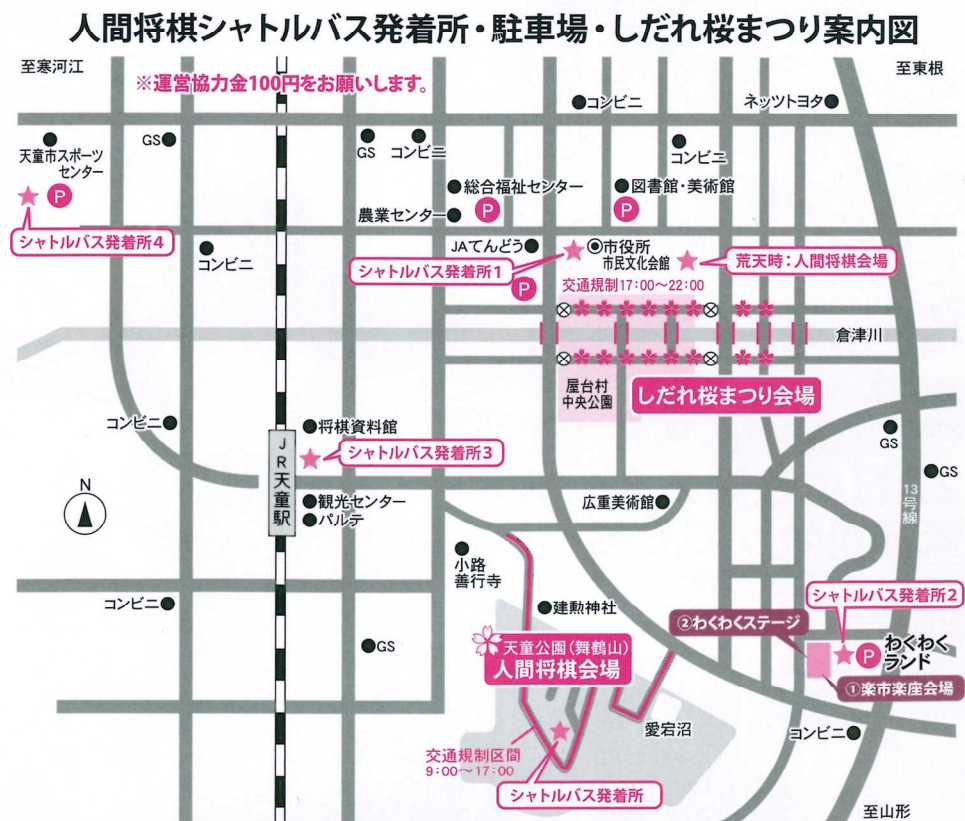 人間将棋シャトルバス発着所・駐車場・しだれ桜まつり案内図
至寒河江
至東根
※運営協力金100円をお願いします。
コンビニ
ネッツトヨタ
天童市スポーツ
センター
GS
GS
コンビニ
コンビニ
P
シャトルバス発着所4
総合福祉センター
P
農業センター
図書館・美術館
P
コンビニ
JAてんどう
P
シャトルバス発着所1
市役所
市民文化会館
荒天時：人間将棋会場
交通規制17:00～22:00
倉津川
屋台村
中央公園
しだれ桜まつり会場
コンビニ
将棋資料館
シャトルバス発着所3
JR天童駅
観光センター
パルテ
N
広重美術館
GS
GS
13号線
小路
善行寺
コンビニ
建勲神社
シャトルバス発着所2
②わくわくステージ
P
わくわく
ランド
①楽市楽座会場
GS
天童公園（舞鶴山）
人間将棋会場
愛宕沼
コンビニ
交通規制区間
9:00～17:00
シャトルバス発着所
至山形